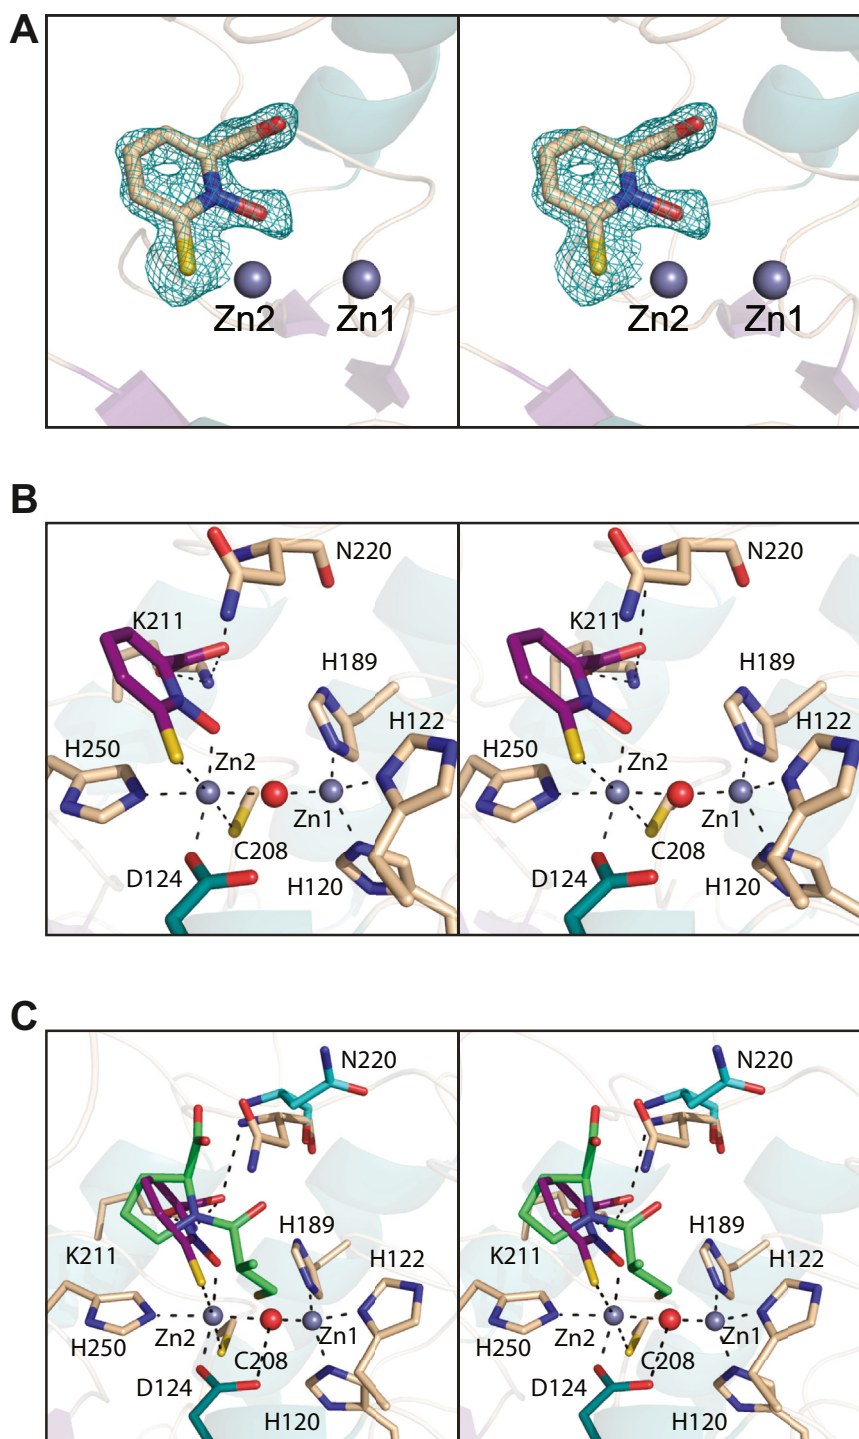 A
Zn2 Zn1 Zn2 Zn1
B
N220 N220
K211 K211
H189 H189
H122 H122
H250 Zn2 H250 Zn2
Zn1 Zn1
D124 C208 D124 C208
H120 H120
C
N220 N220
K211 H189 K211 H189
H122 H122
H250 Zn2 Zn1 H250 Zn2 Zn1
C208 C208
D124 D124
H120 H120